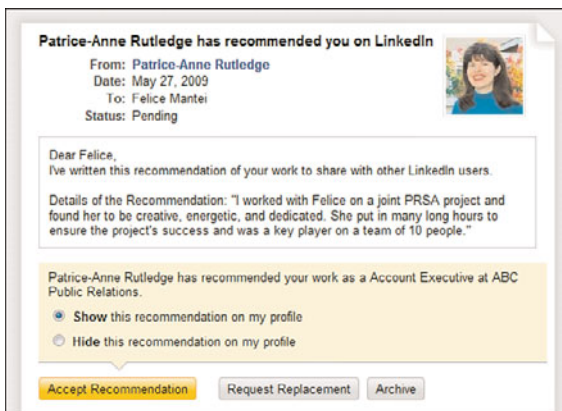 Patrice-Anne Rutledge has recommended you on LinkedIn
From: Patrice-Anne Rutledge
Date: May 27, 2009
To: Felice Mantei
Status: Pending
Dear Felice,
I've written this recommendation of your work to share with other LinkedIn users.
Details of the Recommendation: "I worked with Felice on a joint PRSA project and
found her to be creative, energetic, and dedicated. She put in many long hours to
ensure the project's success and was a key player on a team of 10 people."
Patrice-Anne Rutledge has recommended your work as a Account Executive at ABC
Public Relations.
Show this recommendation on my profile
Hide this recommendation on my profile
Accept Recommendation Request Replacement Archive